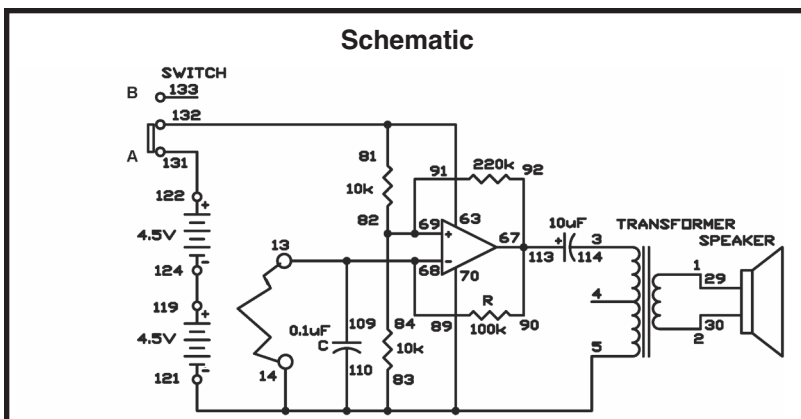 Schematic
SWITCH
B 133
132
A
131
81
10k
82
91 220k 92
122
+
4.5V
-
124
13
69 + 63
68 -
67
70
10uF
+
113 114
3
TRANSFORMER
SPEAKER
1
29
4
119
+
4.5V
-
121
0.1uF
C
109
110
14
84
10k
83
89
R
100k
90
5
30
2